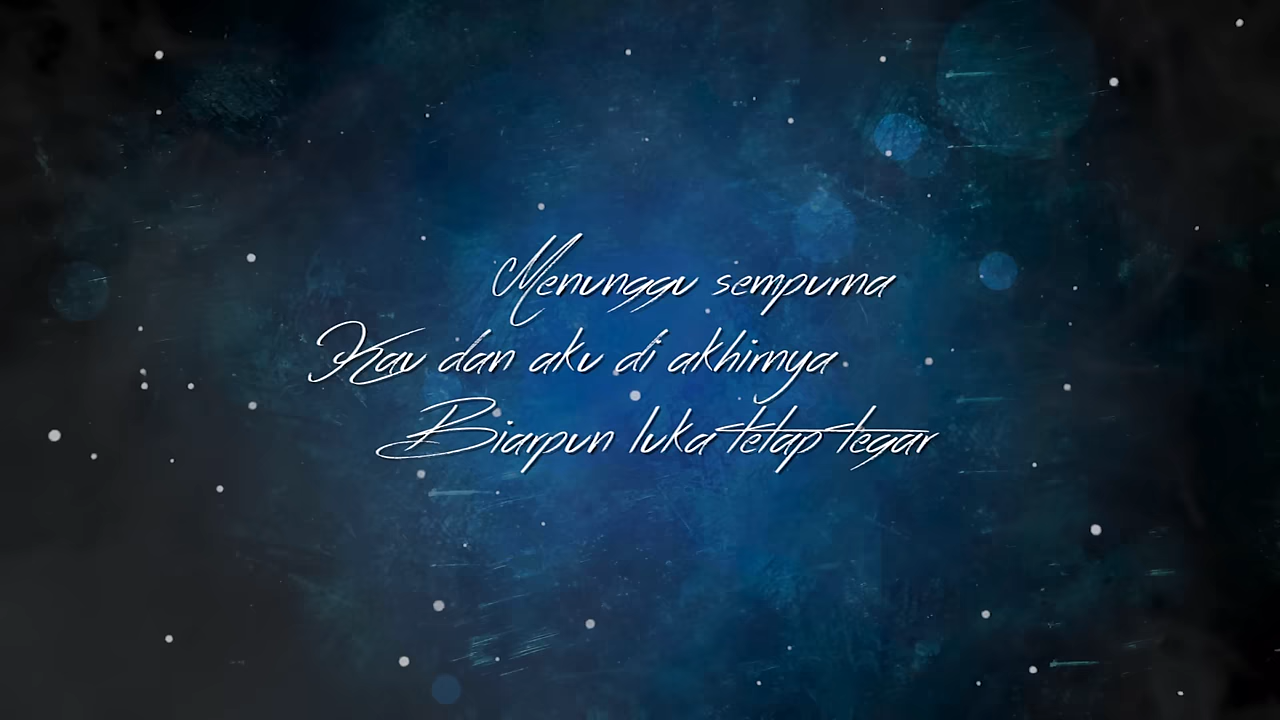 Menunggu sempurna
Kau dan aku di akhirnya
Biarpun luka tetap tegar